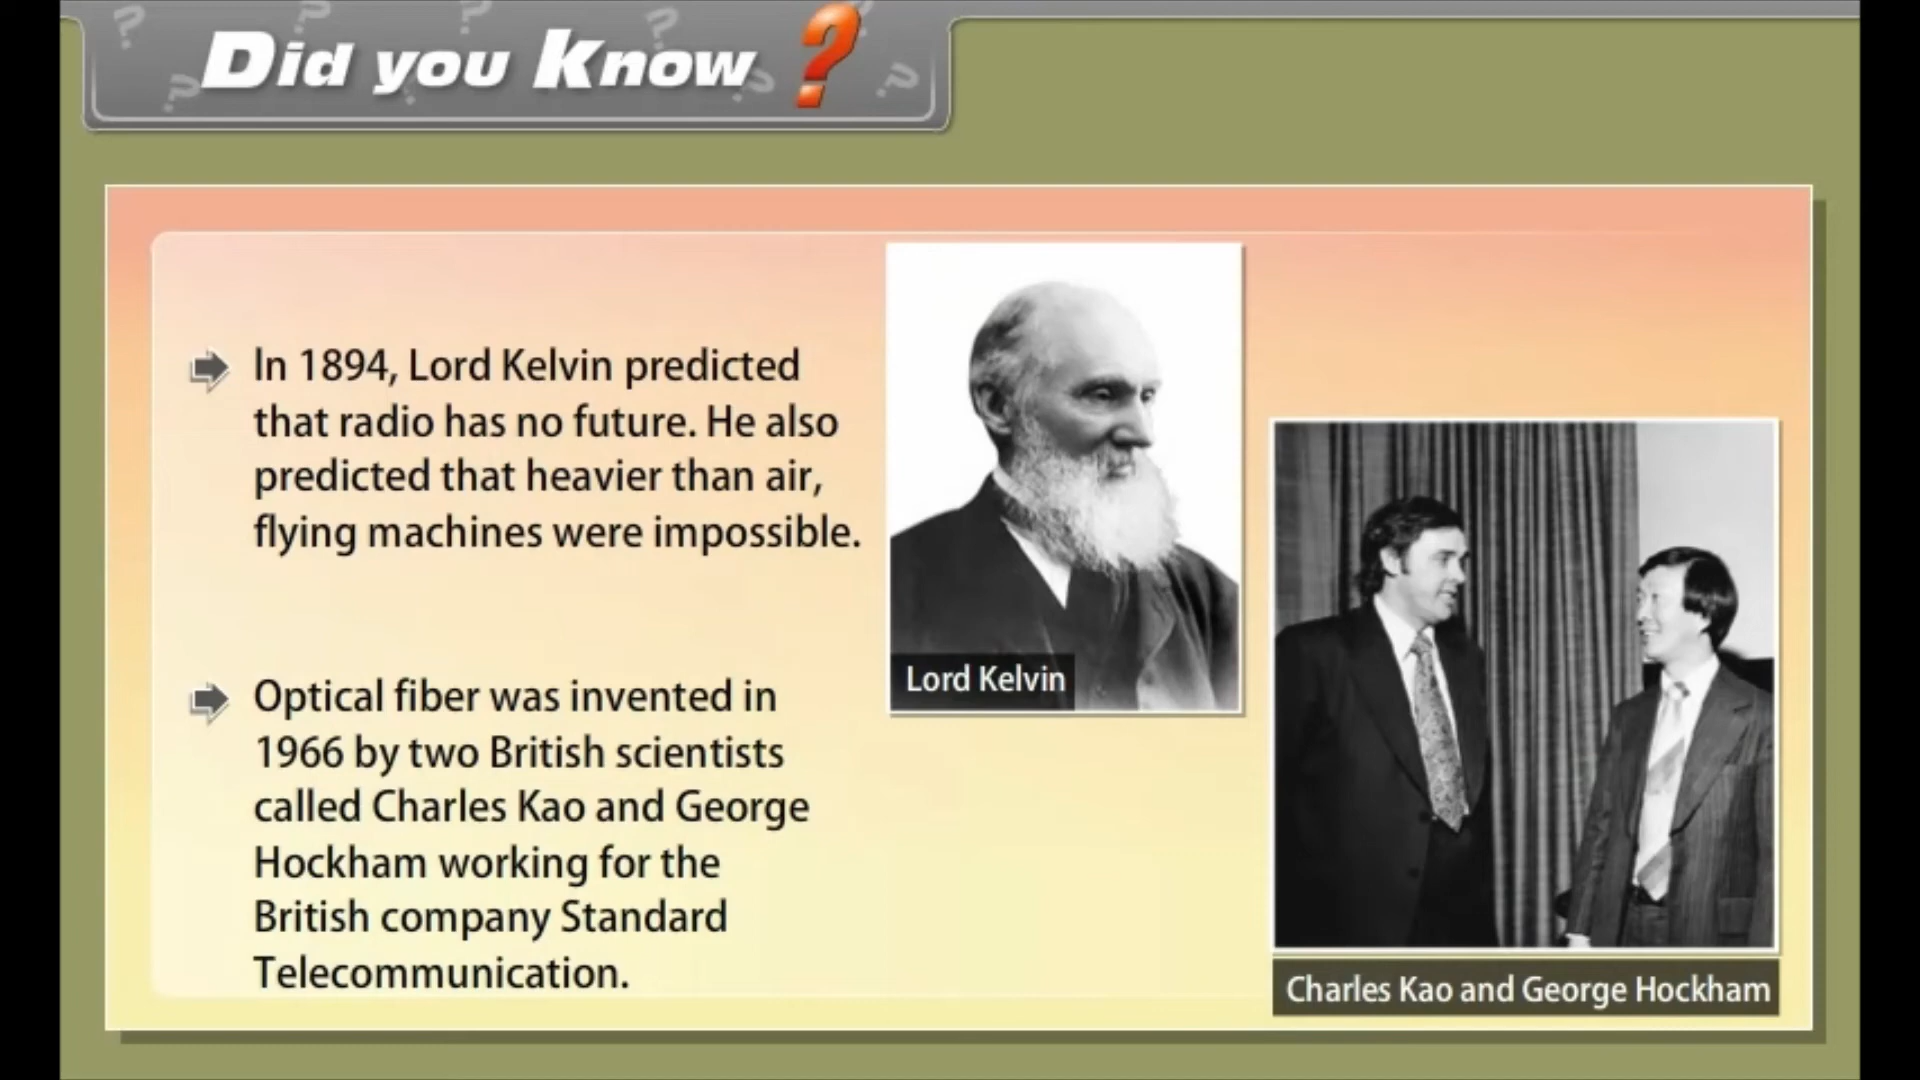 Did you Know ?
In 1894, Lord Kelvin predicted
that radio has no future. He also
predicted that heavier than air,
flying machines were impossible.
Lord Kelvin
Optical fiber was invented in
1966 by two British scientists
called Charles Kao and George
Hockham working for the
British company Standard
Telecommunication.
Charles Kao and George Hockham